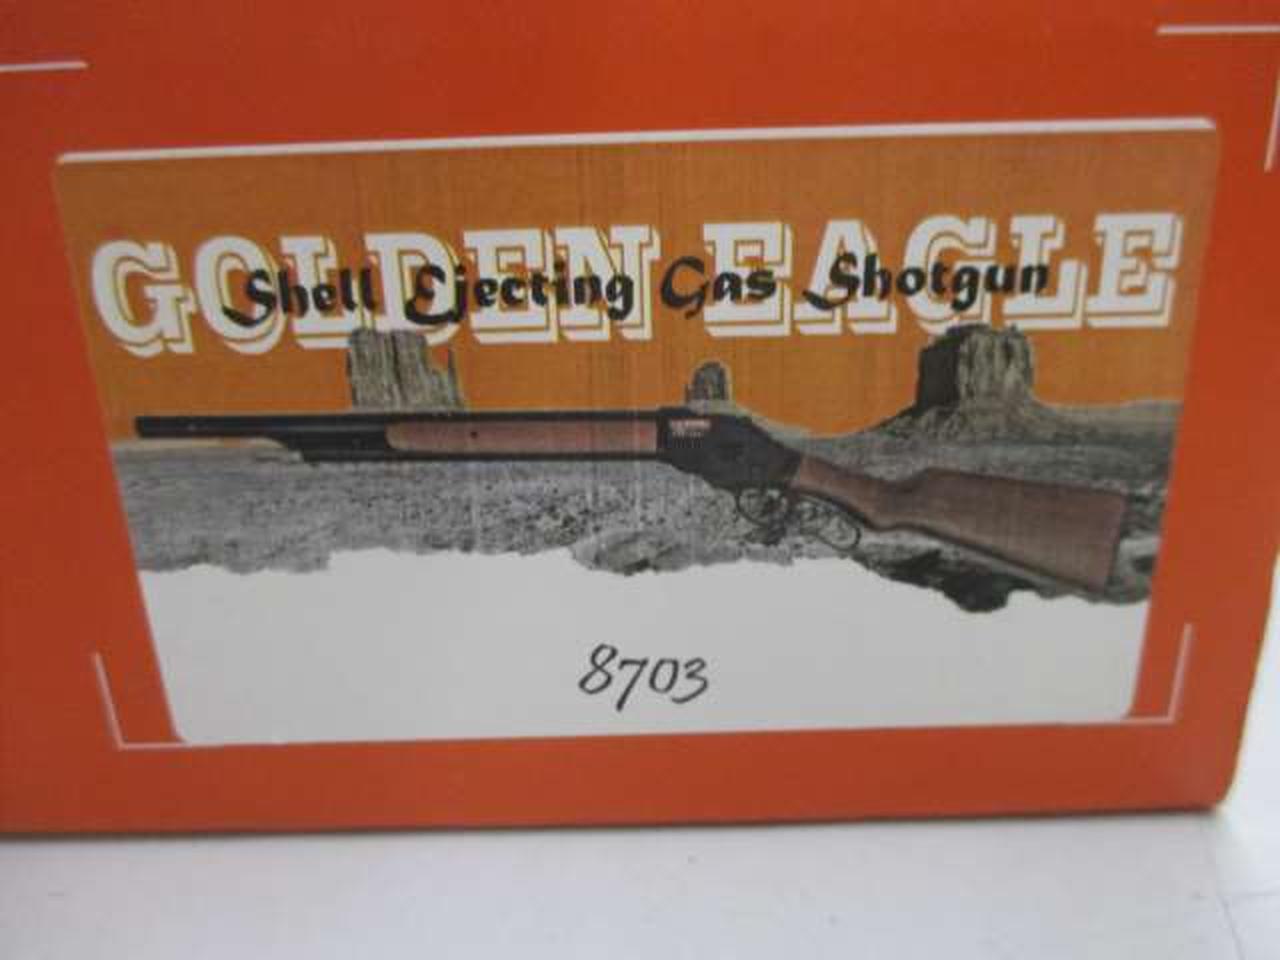 GOLDEN EAGLE
Shell Ejecting Gas Shotgun
8703